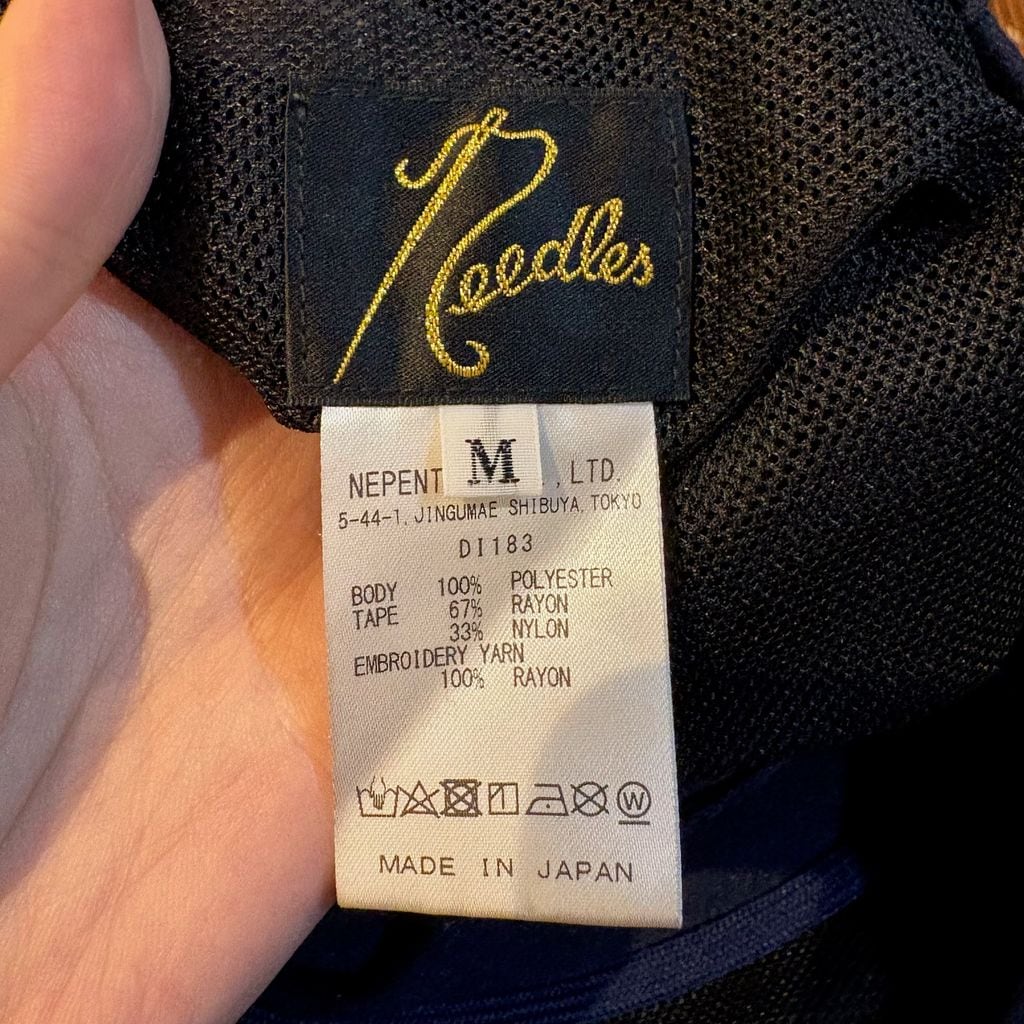 Needles
M
NEPENT , LTD.
5-44-1, JINGUMAE SHIBUYA, TOKYO
DI183
BODY 100% POLYESTER
TAPE 67% RAYON
33% NYLON
EMBROIDERY YARN
100% RAYON
W
MADE IN JAPAN